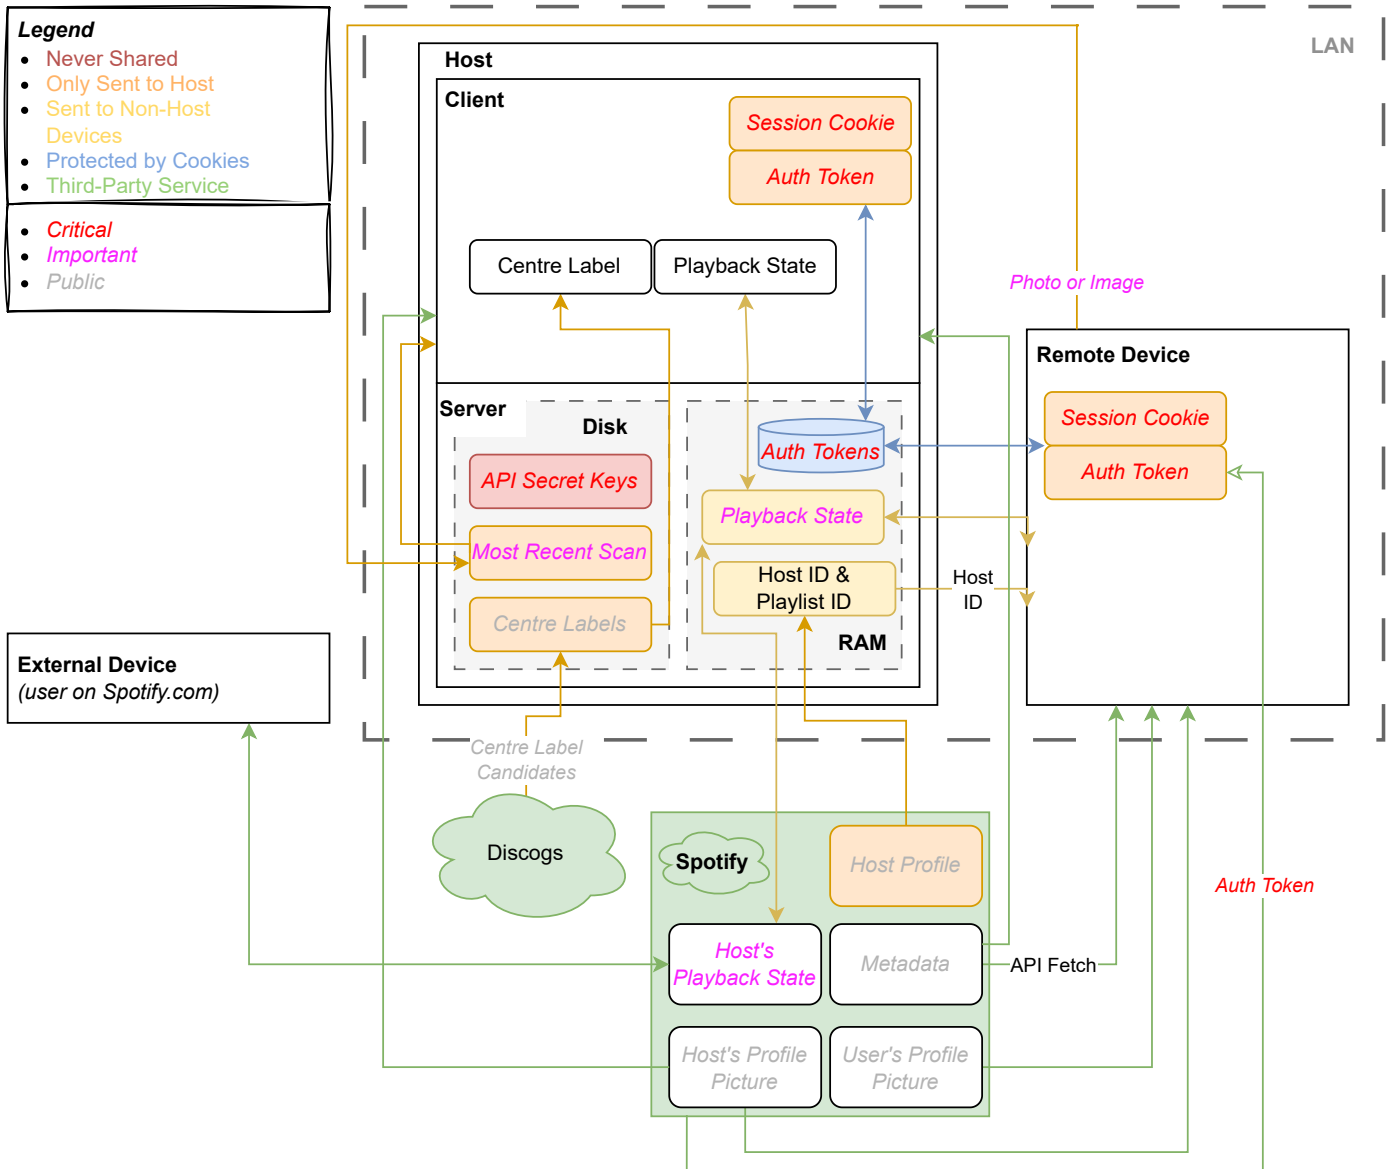 Legend
Never Shared
Only Sent to Host
Sent to Non-Host
Devices
Protected by Cookies
Third-Party Service
Critical
Important
Public
LAN
Host
Client
Session Cookie
Auth Token
Centre Label
Playback State
Photo or Image
Remote Device
Session Cookie
Auth Token
Server
Disk
API Secret Keys
Most Recent Scan
Centre Labels
Auth Tokens
Playback State
Host ID &
Playlist ID
RAM
Host
ID
External Device
(user on Spotify.com)
Centre Label
Candidates
Discogs
Spotify
Host Profile
Host's
Playback State
Metadata
API Fetch
Auth Token
Host's Profile
Picture
User's Profile
Picture